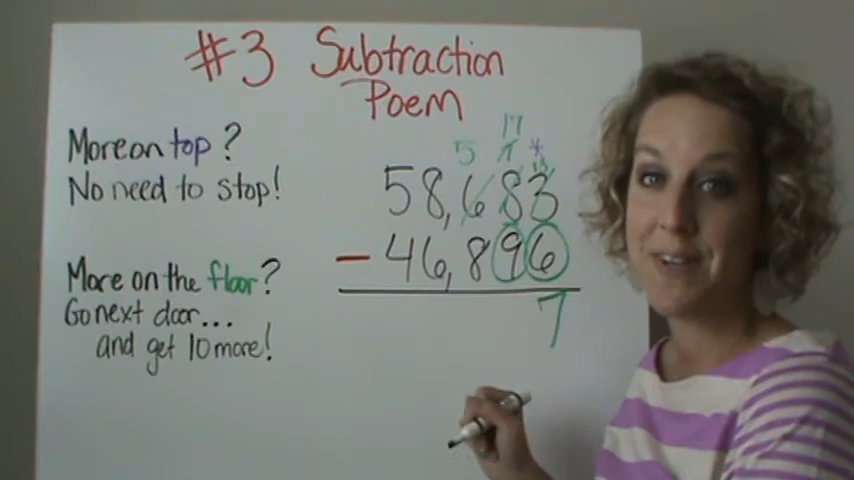 #3 Subtraction
Poem
More on top?
No need to stop!
More on the floor?
Go next door...
and get 10 more!
17
5 7 13
58,683
- 46,896
7